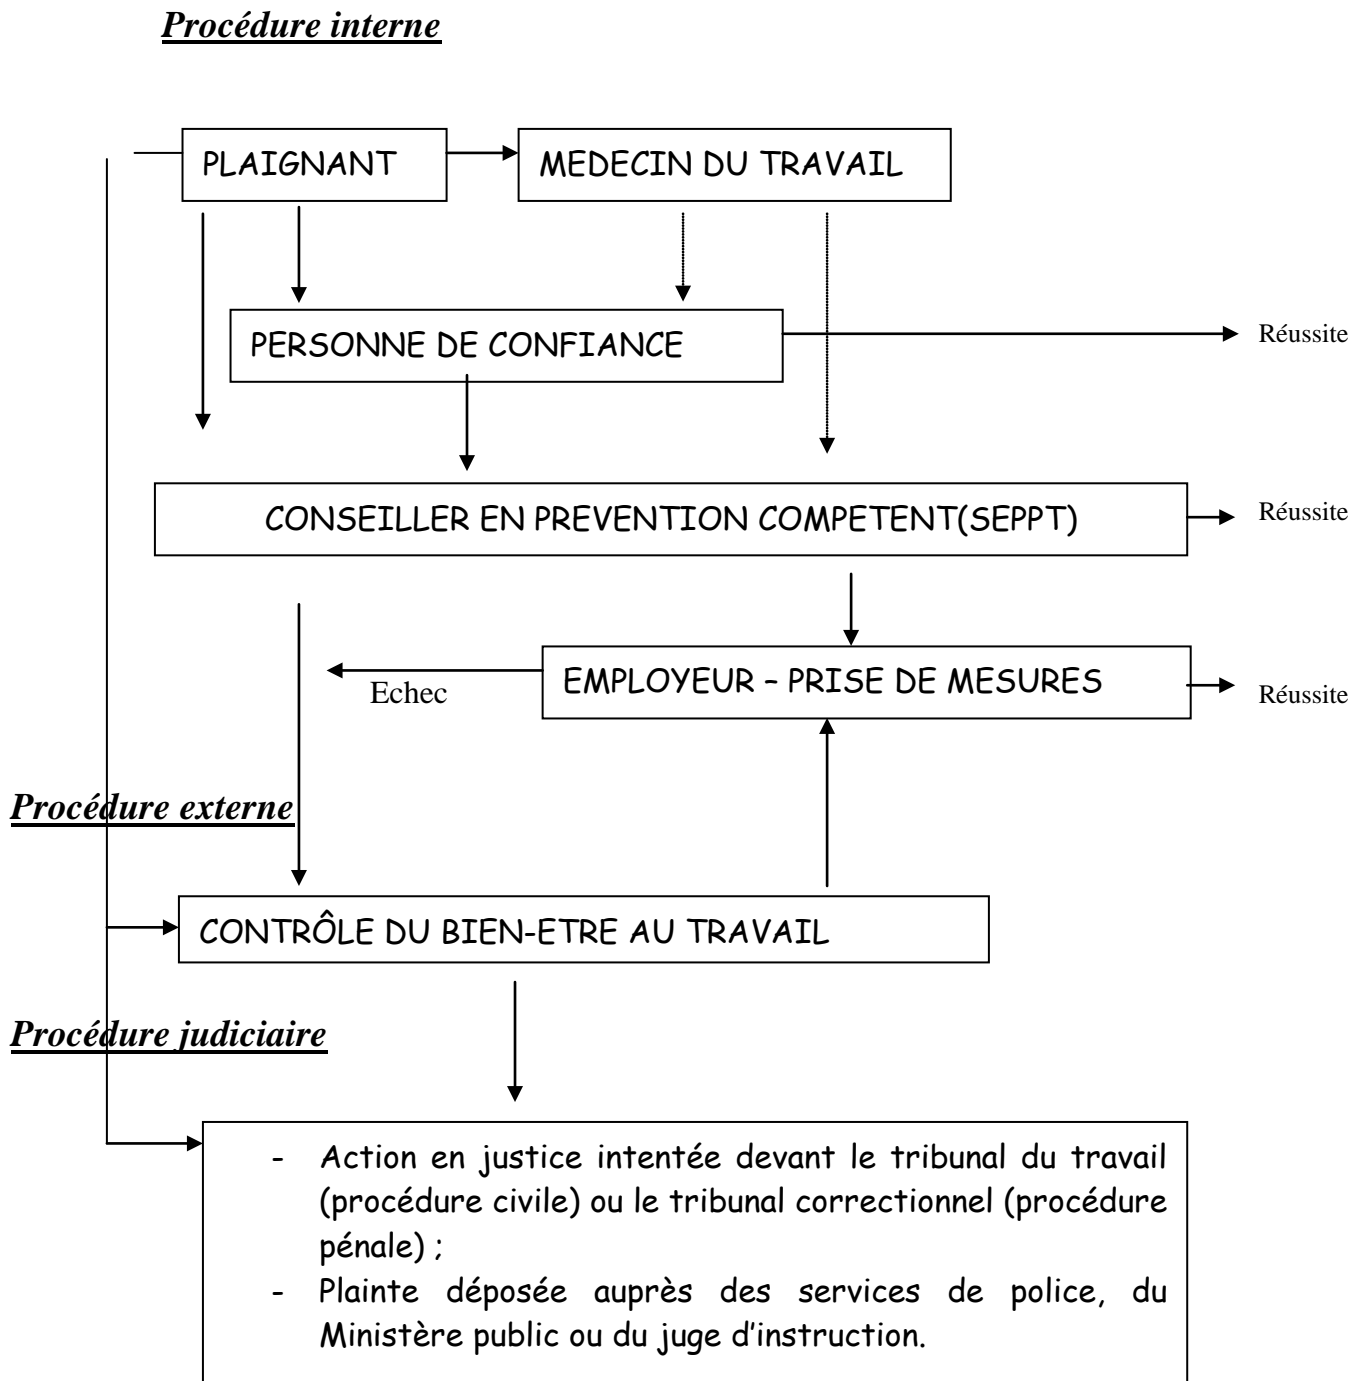 Procédure interne
PLAIGNANT
MEDECIN DU TRAVAIL
PERSONNE DE CONFIANCE
Réussite
CONSEILLER EN PREVENTION COMPETENT(SEPPT)
Réussite
EMPLOYEUR – PRISE DE MESURES
Echec
Réussite
Procédure externe
CONTRÔLE DU BIEN-ETRE AU TRAVAIL
Procédure judiciaire
- Action en justice intentée devant le tribunal du travail
(procédure civile) ou le tribunal correctionnel (procédure
pénale) ;
- Plainte déposée auprès des services de police, du
Ministère public ou du juge d'instruction.